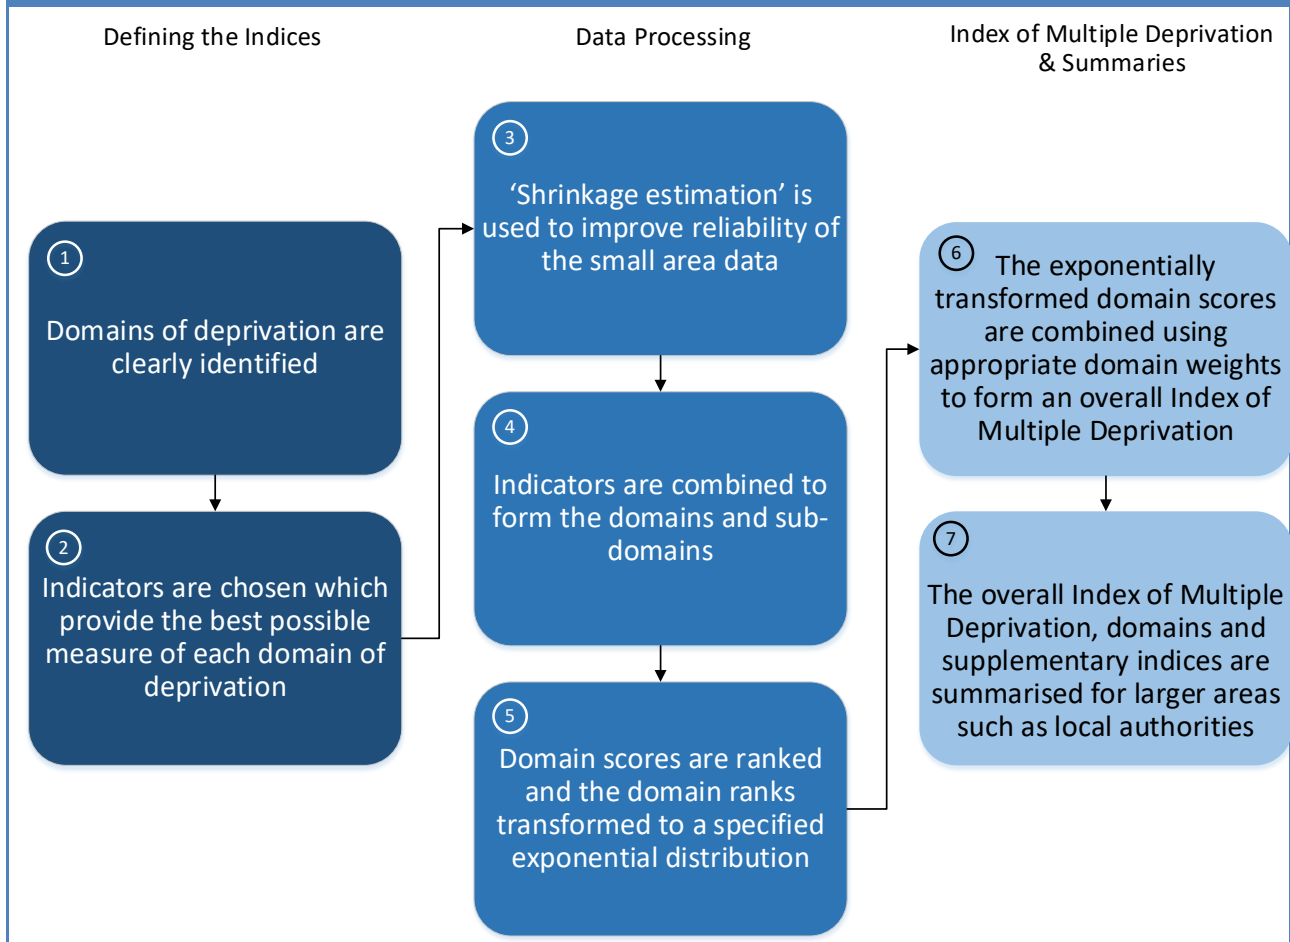 Defining the Indices
Data Processing
Index of Multiple Deprivation
& Summaries
1
Domains of deprivation are
clearly identified
2
Indicators are chosen which
provide the best possible
measure of each domain of
deprivation
3
‘Shrinkage estimation’ is
used to improve reliability of
the small area data
4
Indicators are combined to
form the domains and sub-
domains
5
Domain scores are ranked
and the domain ranks
transformed to a specified
exponential distribution
6
The exponentially
transformed domain scores
are combined using
appropriate domain weights
to form an overall Index of
Multiple Deprivation
7
The overall Index of Multiple
Deprivation, domains and
supplementary indices are
summarised for larger areas
such as local authorities